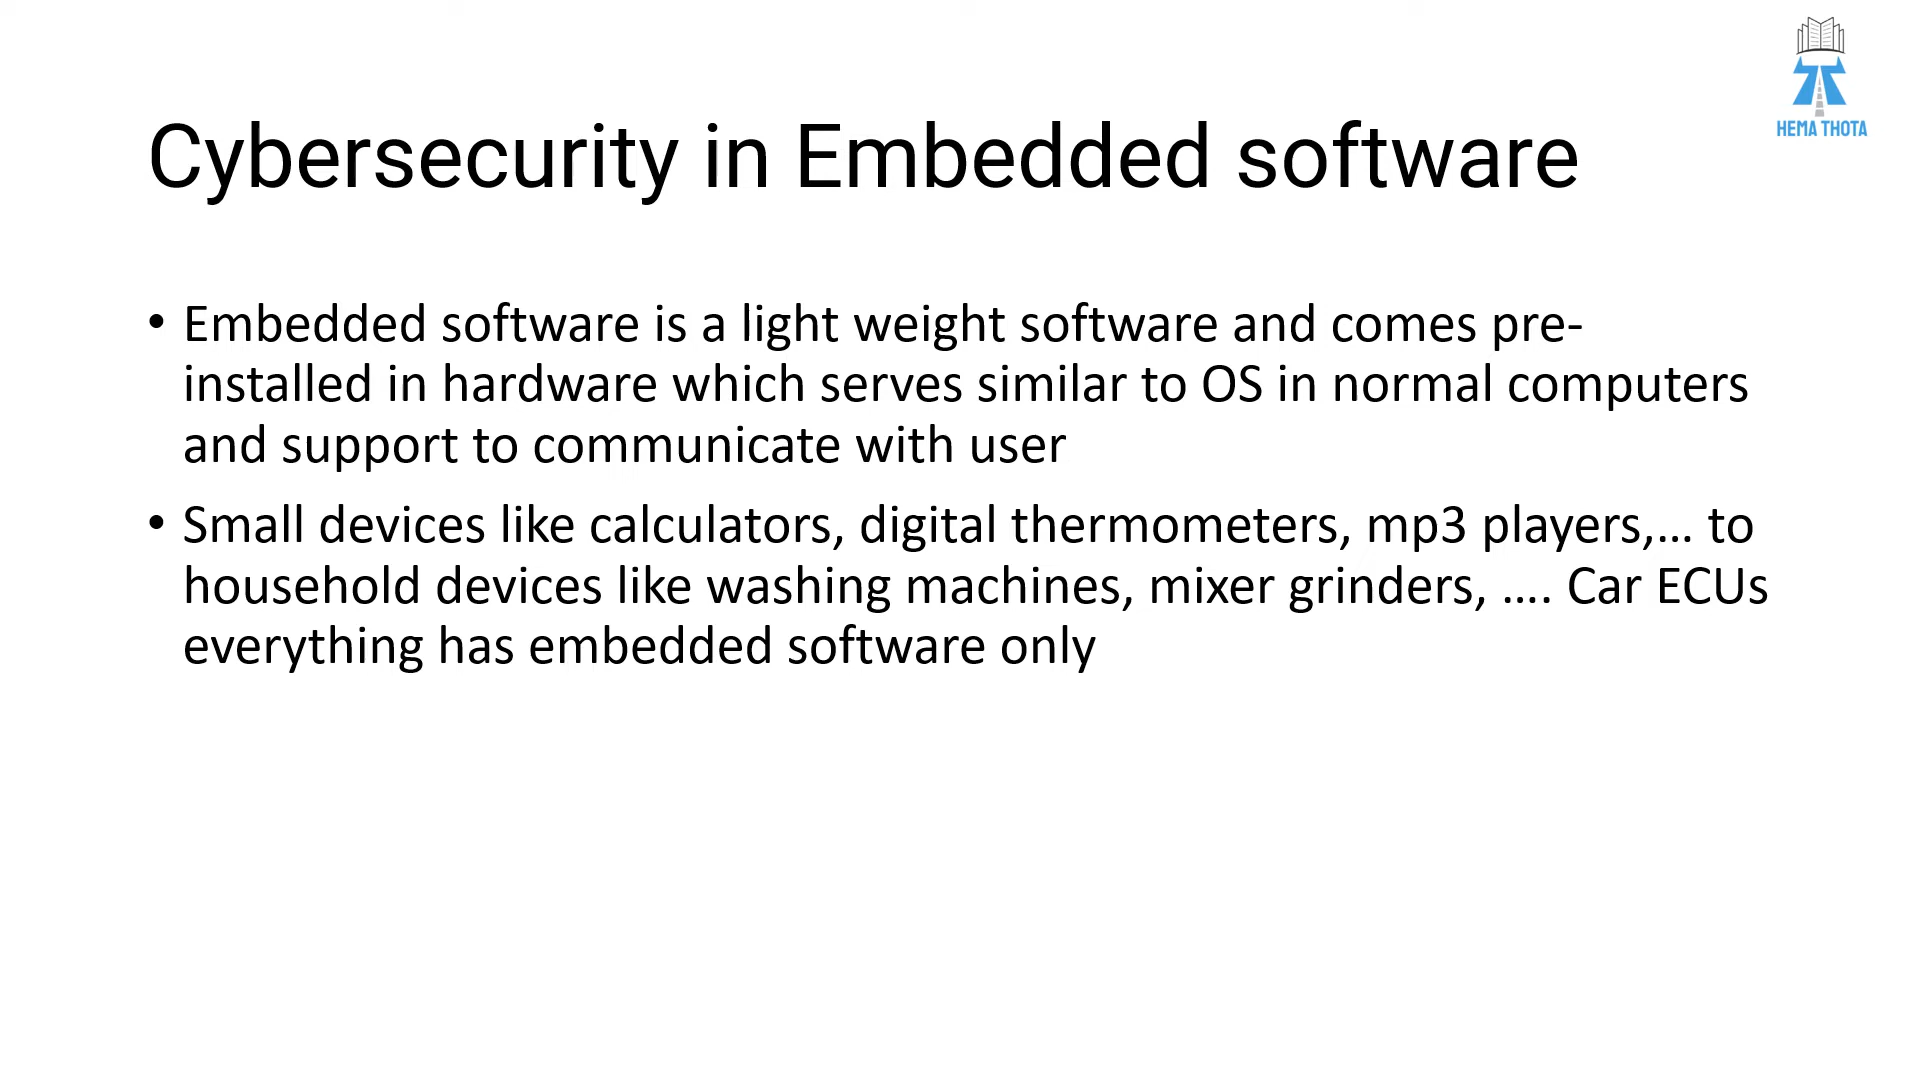 HEMA THOTA
Cybersecurity in Embedded software
• Embedded software is a light weight software and comes pre-
installed in hardware which serves similar to OS in normal computers
and support to communicate with user
• Small devices like calculators, digital thermometers, mp3 players,... to
household devices like washing machines, mixer grinders, .... Car ECUs
everything has embedded software only